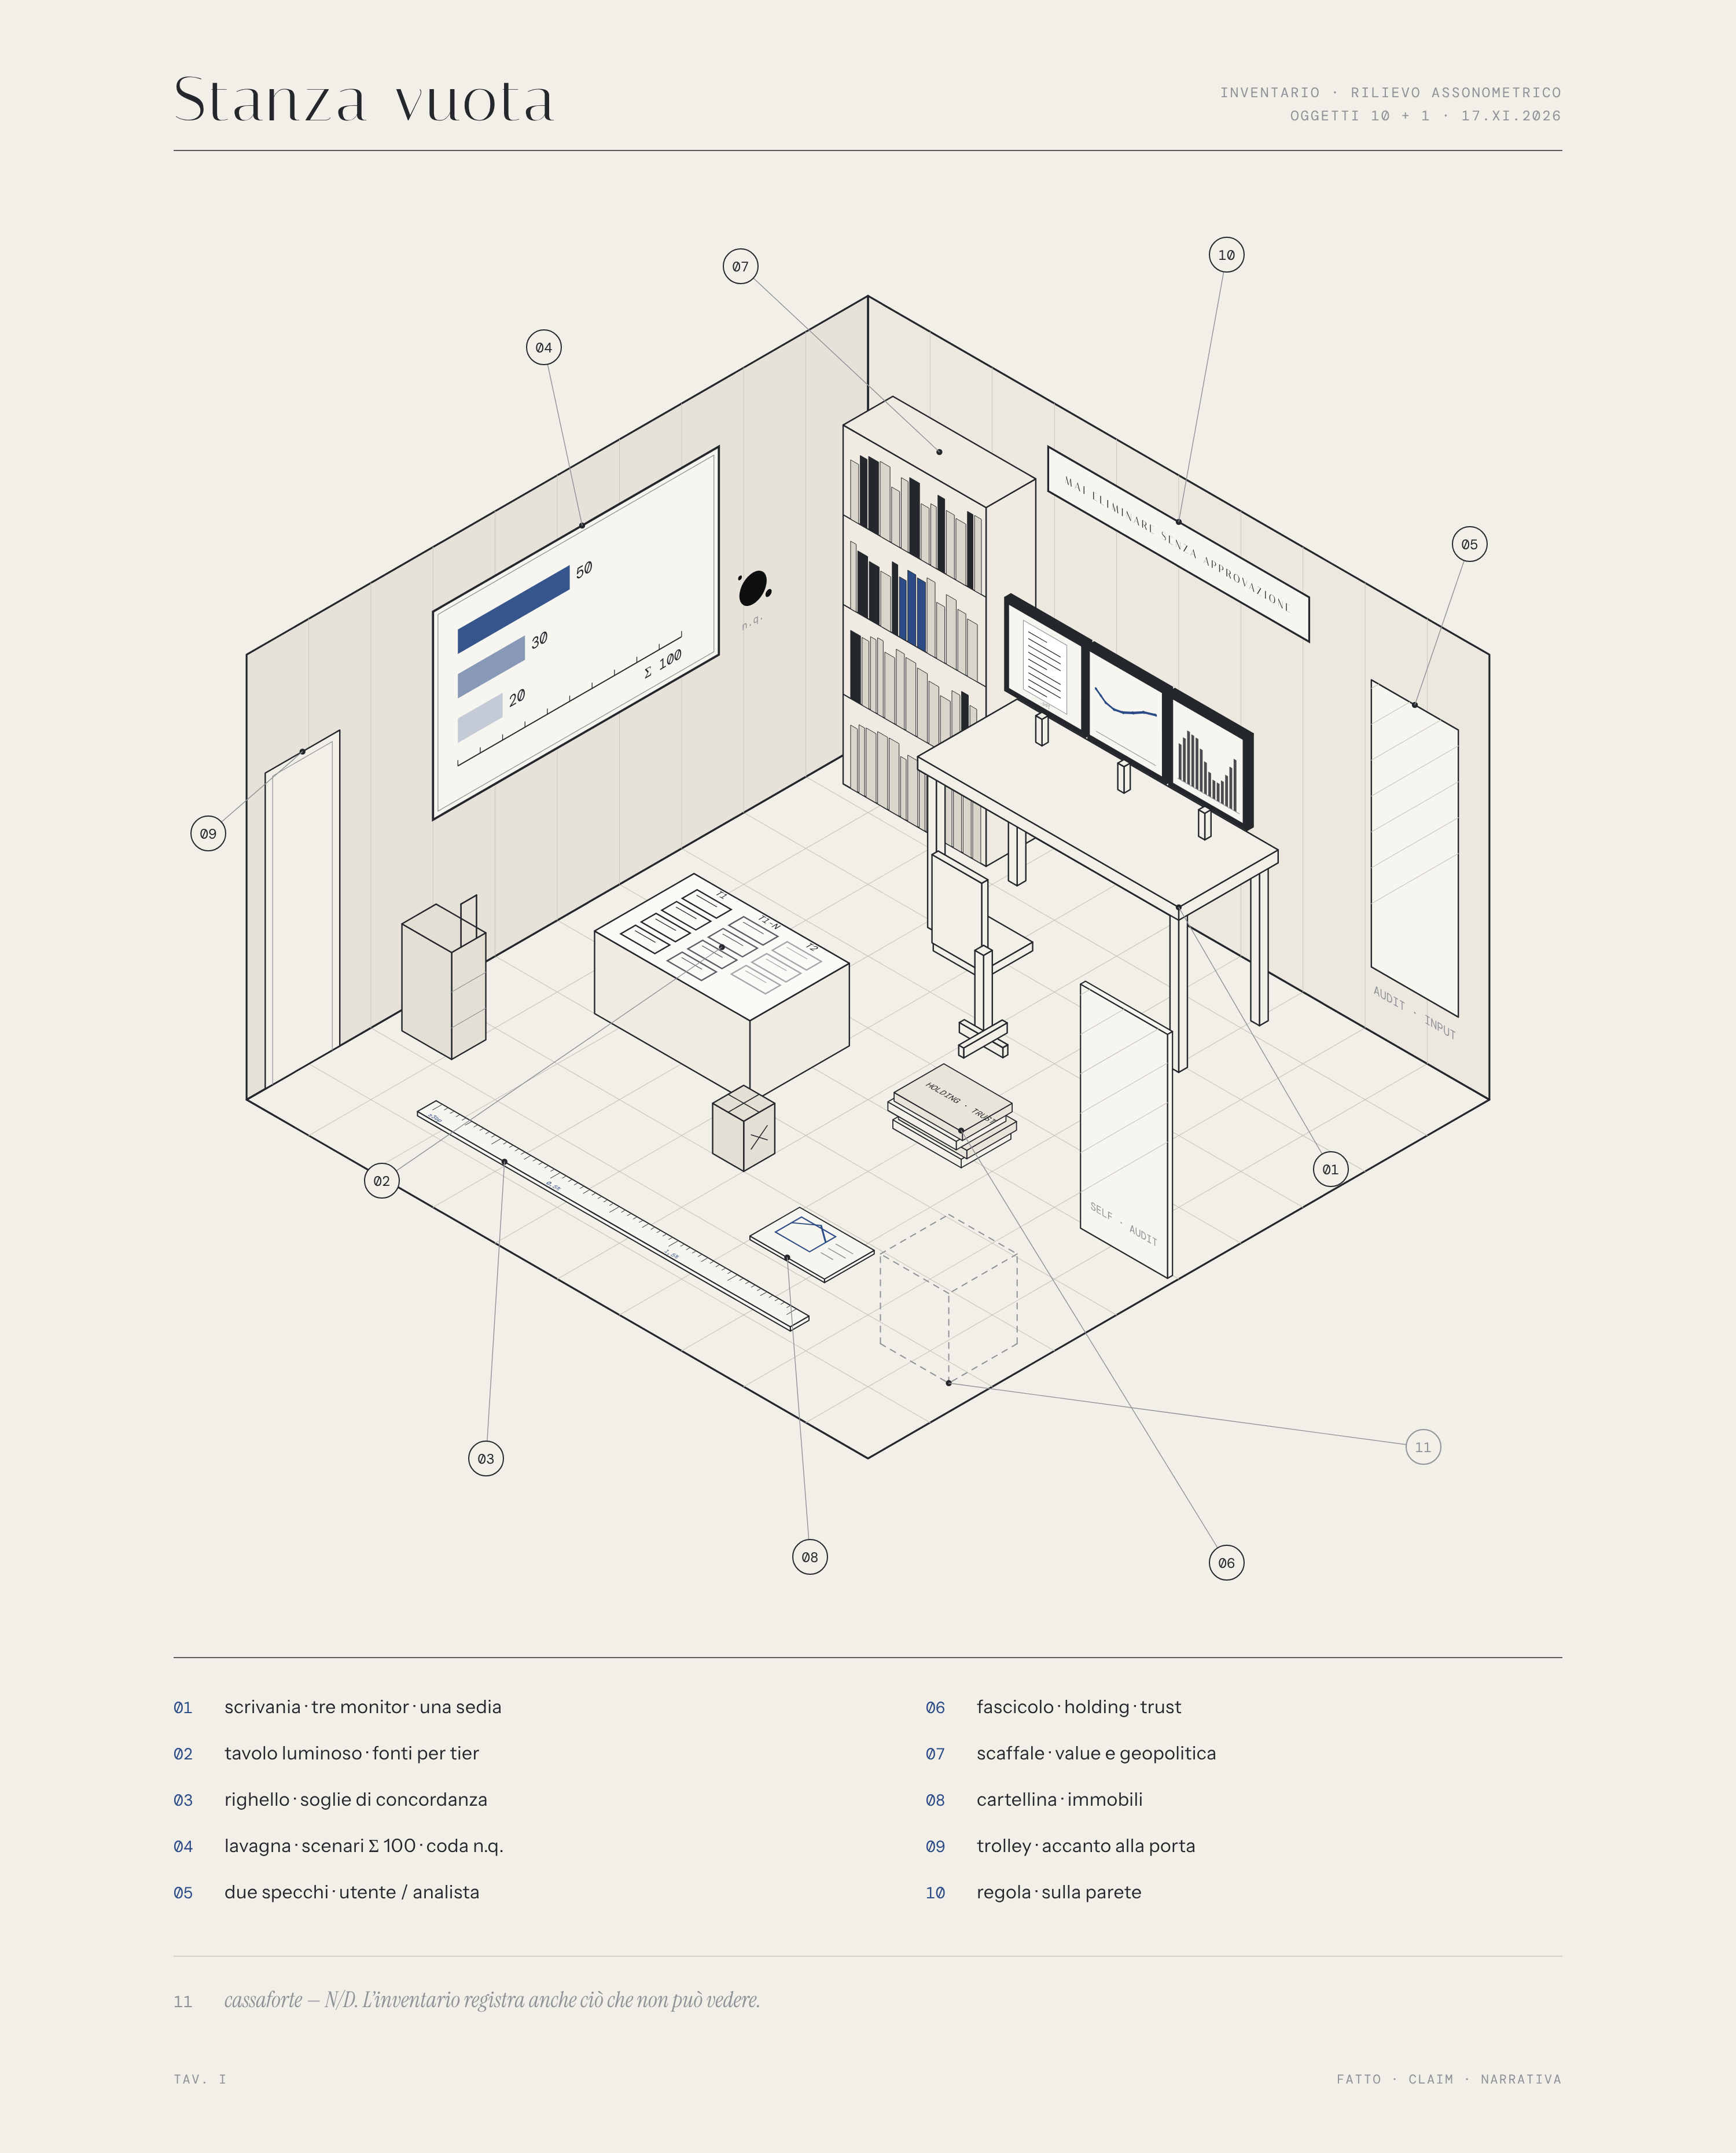 Stanza vuota
INVENTARIO · RILIEVO ASSONOMETRICO
OGGETTI 10 + 1 · 17.XI.2026
07
10
04
05
MAI ELIMINARE SENZA APPROVAZIONE
50
30
20
Σ 100
n.q.
09
T1
T1-N
T2
AUDIT · INPUT
HOLDING · TRUST
SELF · AUDIT
02
01
03
11
08
06
01 scrivania · tre monitor · una sedia
02 tavolo luminoso · fonti per tier
03 righello · soglie di concordanza
04 lavagna · scenari Σ 100 · coda n.q.
05 due specchi · utente / analista
06 fascicolo · holding · trust
07 scaffale · value e geopolitica
08 cartellina · immobili
09 trolley · accanto alla porta
10 regola · sulla parete
11 cassaforte — N/D. L’inventario registra anche ciò che non può vedere.
TAV. I
FATTO · CLAIM · NARRATIVA